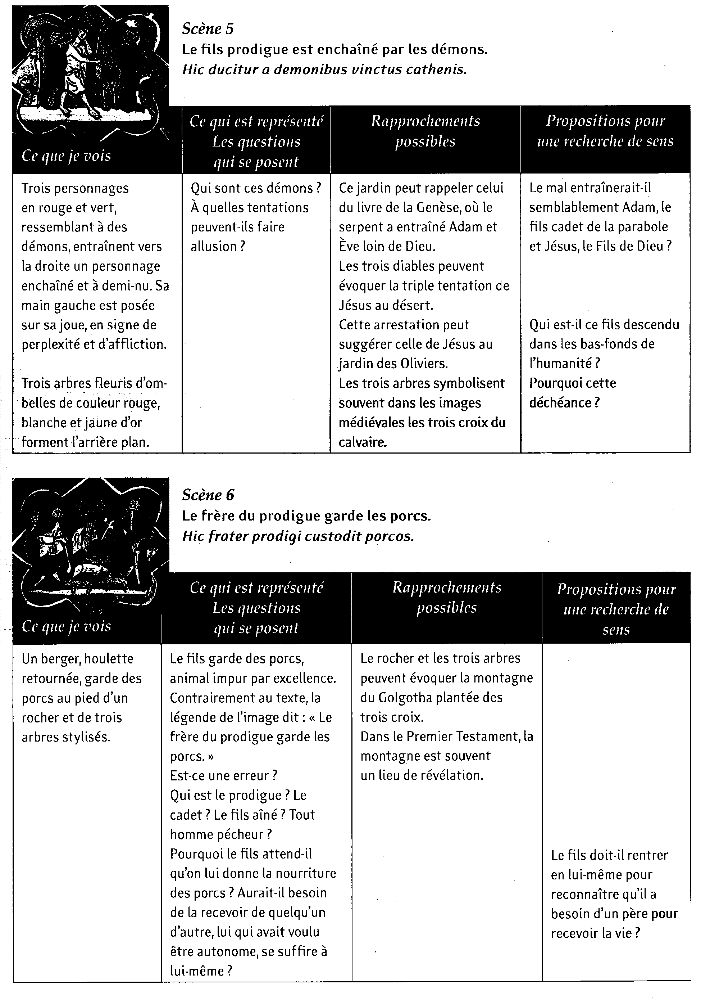 Scène 5
Le fils prodigue est enchaîné par les démons.
Hic ducitur a demonibus vinctus cathenis.
Ce que je vois
Ce qui est représenté
Les questions
qui se posent
Rapprochements
possibles
Propositions pour
une recherche de sens
Trois personnages
en rouge et vert,
ressemblant à des
démons, entraînent vers
la droite un personnage
enchaîné et à demi-nu. Sa
main gauche est posée
sur sa joue, en signe de
perplexité et d'affliction.
Trois arbres fleuris d'om-
belles de couleur rouge,
blanche et jaune d'or
forment l'arrière plan.
Qui sont ces démons ?
À quelles tentations
peuvent-ils faire
allusion ?
Ce jardin peut rappeler celui
du livre de la Genèse, où le
serpent a entraîné Adam et
Ève loin de Dieu.
Les trois diables peuvent
évoquer la triple tentation de
Jésus au désert.
Cette arrestation peut
suggérer celle de Jésus au
jardin des Oliviers.
Les trois arbres symbolisent
souvent dans les images
médiévales les trois croix du
calvaire.
Le mal entraînerait-il
semblablement Adam, le
fils cadet de la parabole
et Jésus, le Fils de Dieu ?
Qui est-il ce fils descendu
dans les bas-fonds de
l'humanité ?
Pourquoi cette
déchéance ?
Scène 6
Le frère du prodigue garde les porcs.
Hic frater prodigi custodit porcos.
Ce que je vois
Ce qui est représenté
Les questions
qui se posent
Rapprochements
possibles
Propositions pour
une recherche de
sens
Un berger, houlette
retournée, garde des
porcs au pied d'un
rocher et de trois
arbres stylisés.
Le fils garde des porcs,
animal impur par excellence.
Contrairement au texte, la
légende de l'image dit : « Le
frère du prodigue garde les
porcs. »
Est-ce une erreur ?
Qui est le prodigue ? Le
cadet ? Le fils aîné ? Tout
homme pécheur ?
Pourquoi le fils attend-il
qu'on lui donne la nourriture
des porcs ? Aurait-il besoin
de la recevoir de quelqu'un
d'autre, lui qui avait voulu
être autonome, se suffire à
lui-même ?
Le rocher et les trois arbres
peuvent évoquer la montagne
du Golgotha plantée des
trois croix.
Dans le Premier Testament, la
montagne est souvent
un lieu de révélation.
Le fils doit-il rentrer
en lui-même pour
reconnaître qu'il a
besoin d'un père pour
recevoir la vie ?